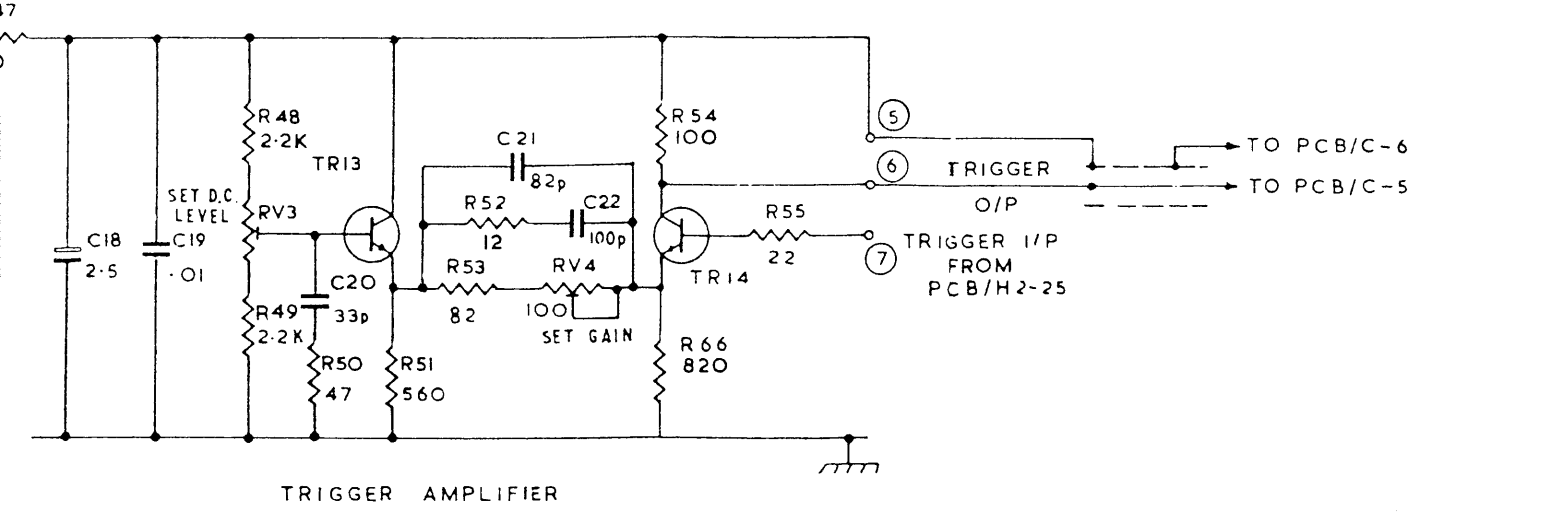 47
R48
2.2K
TR13
SET D.C.
LEVEL
RV3
C18
2.5
C19
.01
R49
2.2K
C20
33p
R50
47
R51
560
C21
82p
R52
12
C22
100p
R53
82
RV4
100
SET GAIN
R54
100
TR14
R55
22
R66
820
5
6
7
TRIGGER
O/P
TRIGGER I/P
FROM
PCB/H2-25
TO PCB/C-6
TO PCB/C-5
TRIGGER AMPLIFIER